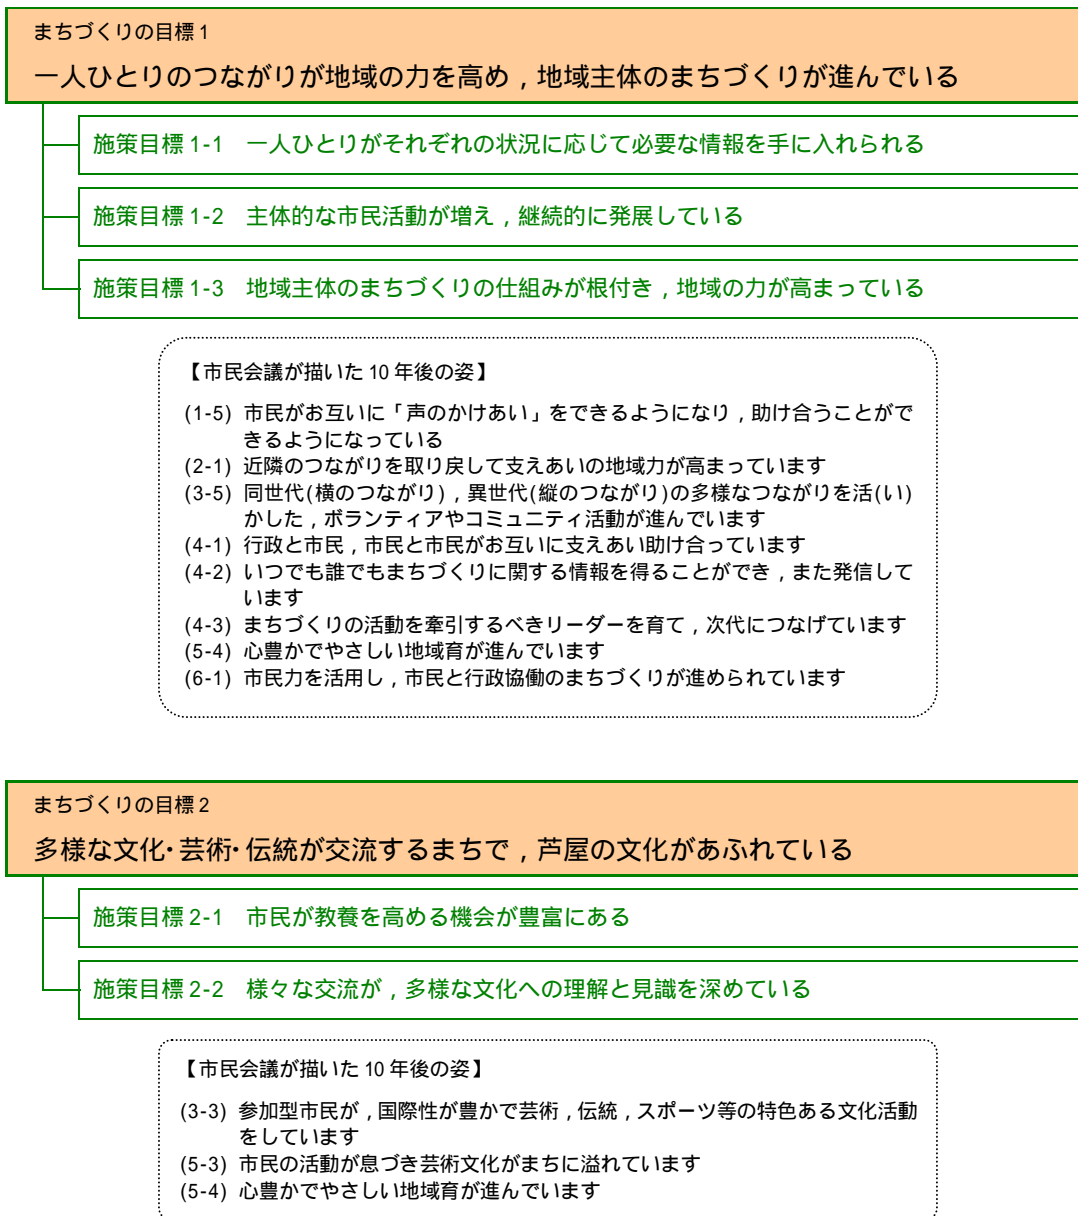 まちづくりの目標1
一人ひとりのつながりが地域の力を高め，地域主体のまちづくりが進んでいる
施策目標1-1　一人ひとりがそれぞれの状況に応じて必要な情報を手に入れられる
施策目標1-2　主体的な市民活動が増え，継続的に発展している
施策目標1-3　地域主体のまちづくりの仕組みが根付き，地域の力が高まっている
【市民会議が描いた10年後の姿】
(1-5) 市民がお互いに「声のかけあい」をできるようになり，助け合うことがで
きるようになっている
(2-1) 近隣のつながりを取り戻して支えあいの地域力が高まっています
(3-5) 同世代(横のつながり)，異世代(縦のつながり)の多様なつながりを活(い)
かした，ボランティアやコミュニティ活動が進んでいます
(4-1) 行政と市民，市民と市民がお互いに支えあい助け合っています
(4-2) いつでも誰でもまちづくりに関する情報を得ることができ，また発信して
います
(4-3) まちづくりの活動を牽引するべきリーダーを育て，次代につなげています
(5-4) 心豊かでやさしい地域育が進んでいます
(6-1) 市民力を活用し，市民と行政協働のまちづくりが進められています
まちづくりの目標2
多様な文化・芸術・伝統が交流するまちで，芦屋の文化があふれている
施策目標2-1　市民が教養を高める機会が豊富にある
施策目標2-2　様々な交流が，多様な文化への理解と見識を深めている
【市民会議が描いた10年後の姿】
(3-3) 参加型市民が，国際性が豊かで芸術，伝統，スポーツ等の特色ある文化活動
をしています
(5-3) 市民の活動が息づき芸術文化がまちに溢れています
(5-4) 心豊かでやさしい地域育が進んでいます